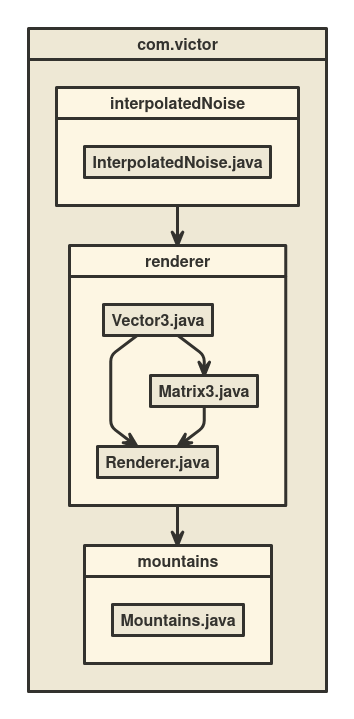 com.victor
interpolatedNoise
InterpolatedNoise.java
renderer
Vector3.java
Matrix3.java
Renderer.java
mountains
Mountains.java